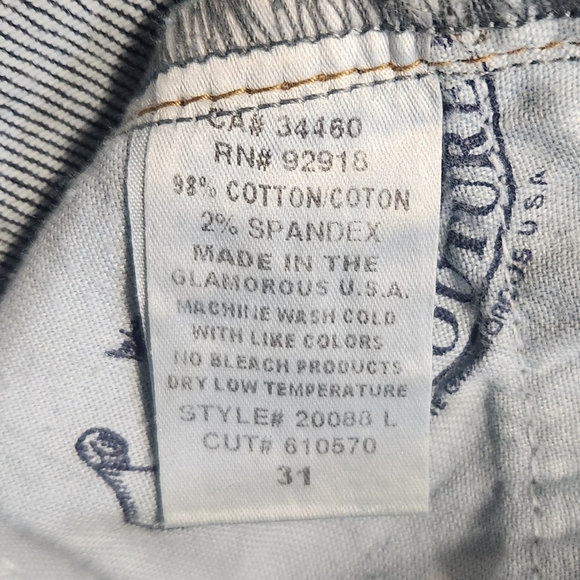 CA# 34460
RN# 92918
98% COTTON/COTON
2% SPANDEX
MADE IN THE
GLAMOROUS U.S.A.
MACHINE WASH COLD
WITH LIKE COLORS
NO BLEACH PRODUCTS
DRY LOW TEMPERATURE
STYLE# 20088 L
CUT# 610570
31
OUTURE
U.S.A